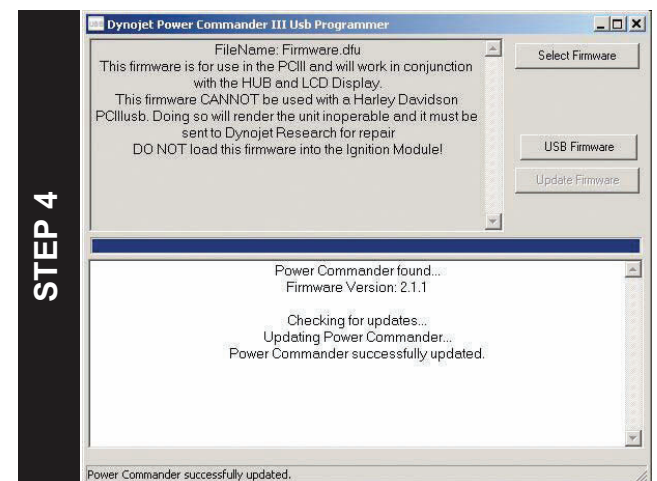 STEP 4
Dynojet Power Commander III Usb Programmer
FileName: Firmware.dfu
This firmware is for use in the PCIII and will work in conjunction
with the HUB and LCD Display.
This firmware CANNOT be used with a Harley Davidson
PCIIIusb. Doing so will render the unit inoperable and it must be
sent to Dynojet Research for repair
DO NOT load this firmware into the Ignition Module!
Select Firmware
USB Firmware
Update Firmware
Power Commander found...
Firmware Version: 2.1.1
Checking for updates...
Updating Power Commander...
Power Commander successfully updated.
Power Commander successfully updated.